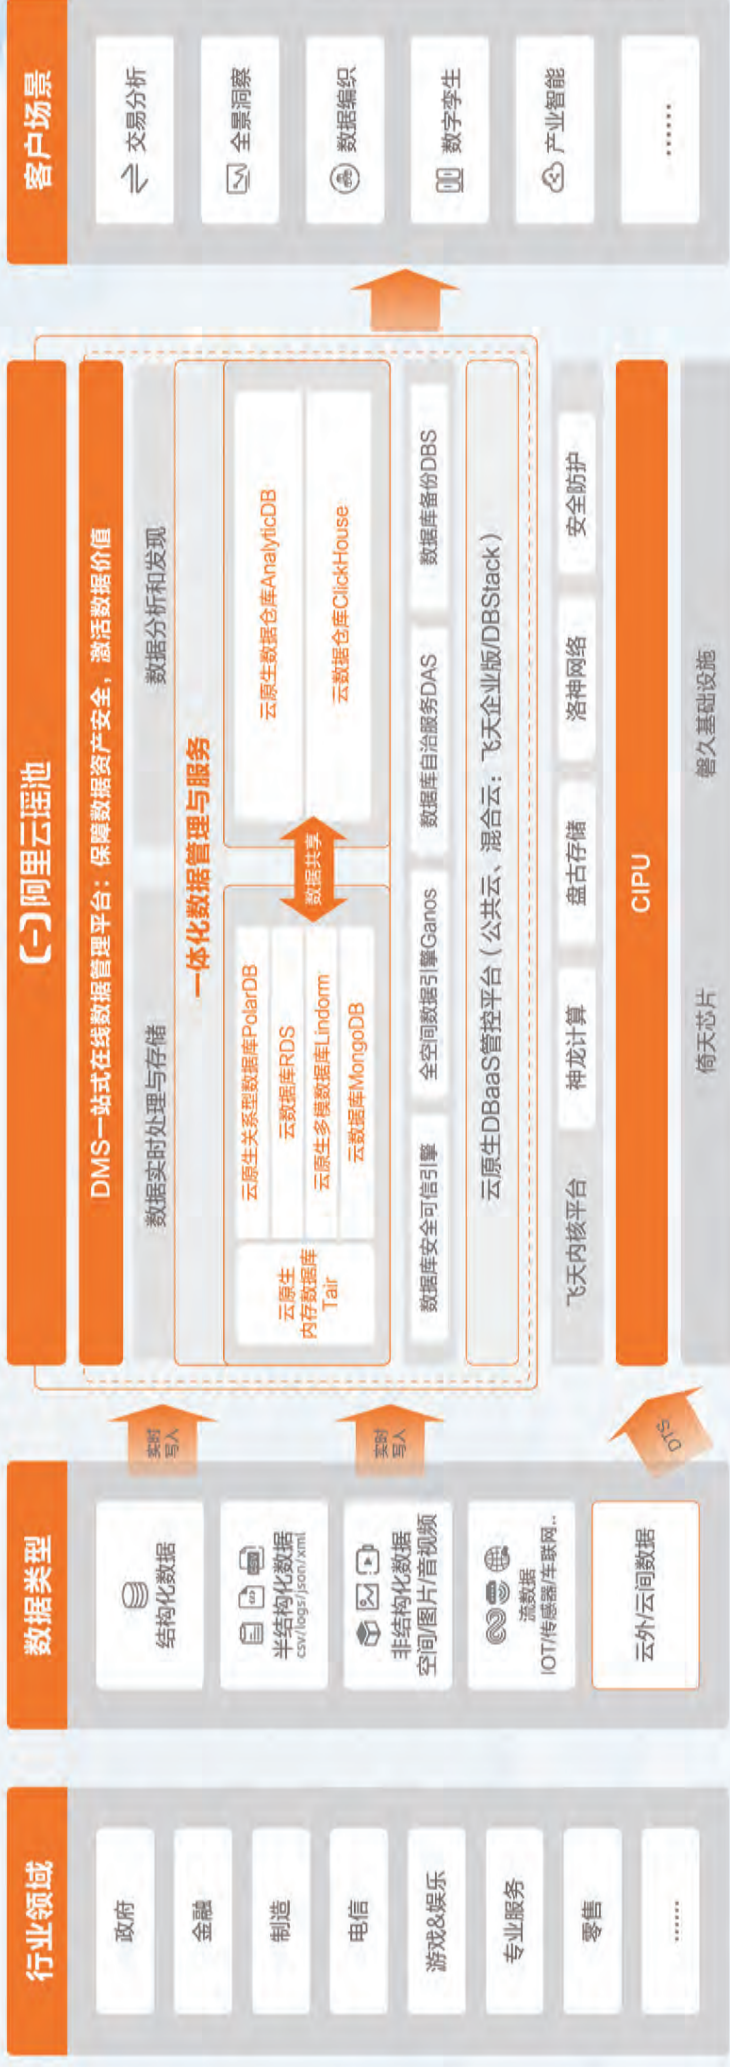 行业领域
政府
金融
制造
电信
游戏&娱乐
专业服务
零售
……
数据类型
结构化数据
半结构化数据
csv/logs/json/xml
非结构化数据
空间/图片/音视频
流数据
IOT/传感器/车联网..
云外/云间数据
实时
写入
实时
写入
DTS
(-)阿里云瑶池
DMS一站式在线数据管理平台：保障数据资产安全，激活数据价值
数据实时处理与存储
数据分析和发现
一体化数据管理与服务
云原生
内存数据库
Tair
云原生关系型数据库PolarDB
云数据库RDS
云原生多模数据库Lindorm
云数据库MongoDB
数据共享
云原生数据仓库AnalyticDB
云数据仓库ClickHouse
数据库安全可信引擎
全空间数据引擎Ganos
数据库自治服务DAS
数据库备份DBS
云原生DBaaS管控平台（公共云、混合云：飞天企业版/DBStack）
飞天内核平台
神龙计算
盘古存储
洛神网络
安全防护
CIPU
倚天芯片
磐久基础设施
客户场景
交易分析
全景洞察
数据编织
数字孪生
产业智能
……